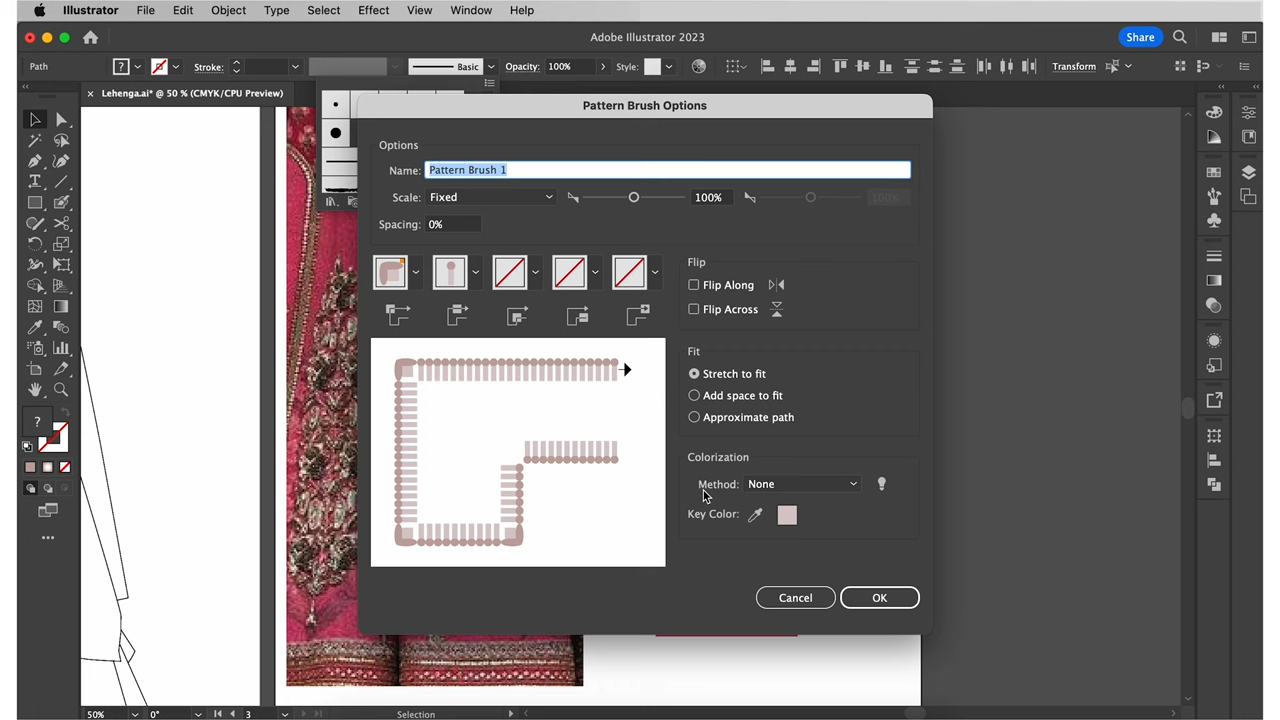 Illustrator File Edit Object Type Select Effect View Window Help
Adobe Illustrator 2023
Share
Path ? Stroke: Basic Opacity: 100% Style: Transform
× Lehenga.ai* @ 50 % (CMYK/CPU Preview)
Pattern Brush Options
Options
Name: Pattern Brush 1
Scale: Fixed 100% 100%
Spacing: 0%
Flip
Flip Along
Flip Across
Fit
Stretch to fit
Add space to fit
Approximate path
Colorization
Method: None
Key Color:
Cancel OK
?
50% 0° 3 Selection